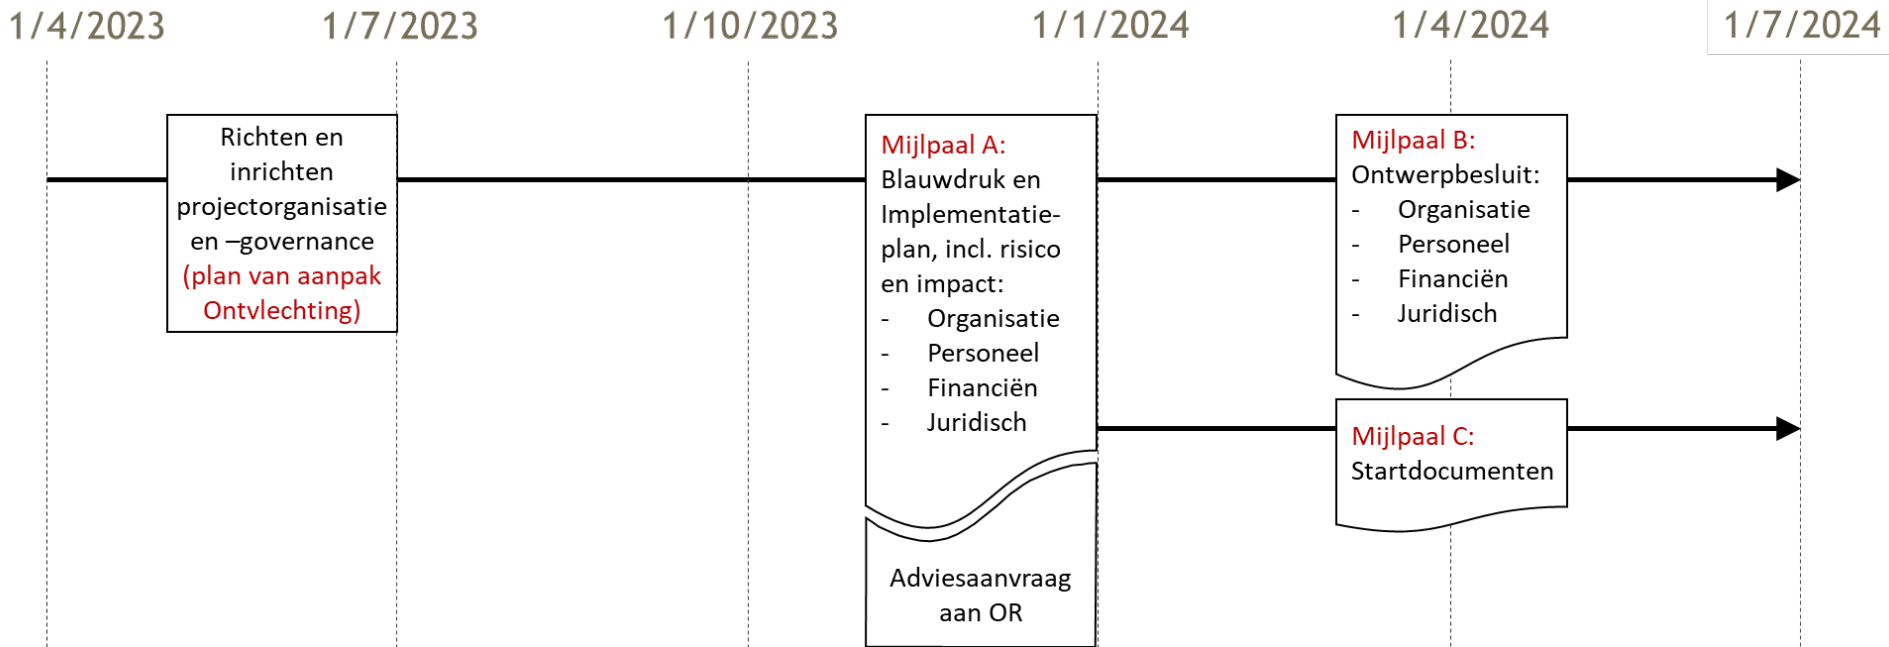 1/4/2023
1/7/2023
1/10/2023
1/1/2024
1/4/2024
1/7/2024
Richten en
inrichten
projectorganisatie
en –governance
(plan van aanpak
Ontvlechting)
Mijlpaal A:
Blauwdruk en
Implementatie-
plan, incl. risico
en impact:
- Organisatie
- Personeel
- Financiën
- Juridisch
Adviesaanvraag
aan OR
Mijlpaal B:
Ontwerpbesluit:
- Organisatie
- Personeel
- Financiën
- Juridisch
Mijlpaal C:
Startdocumenten